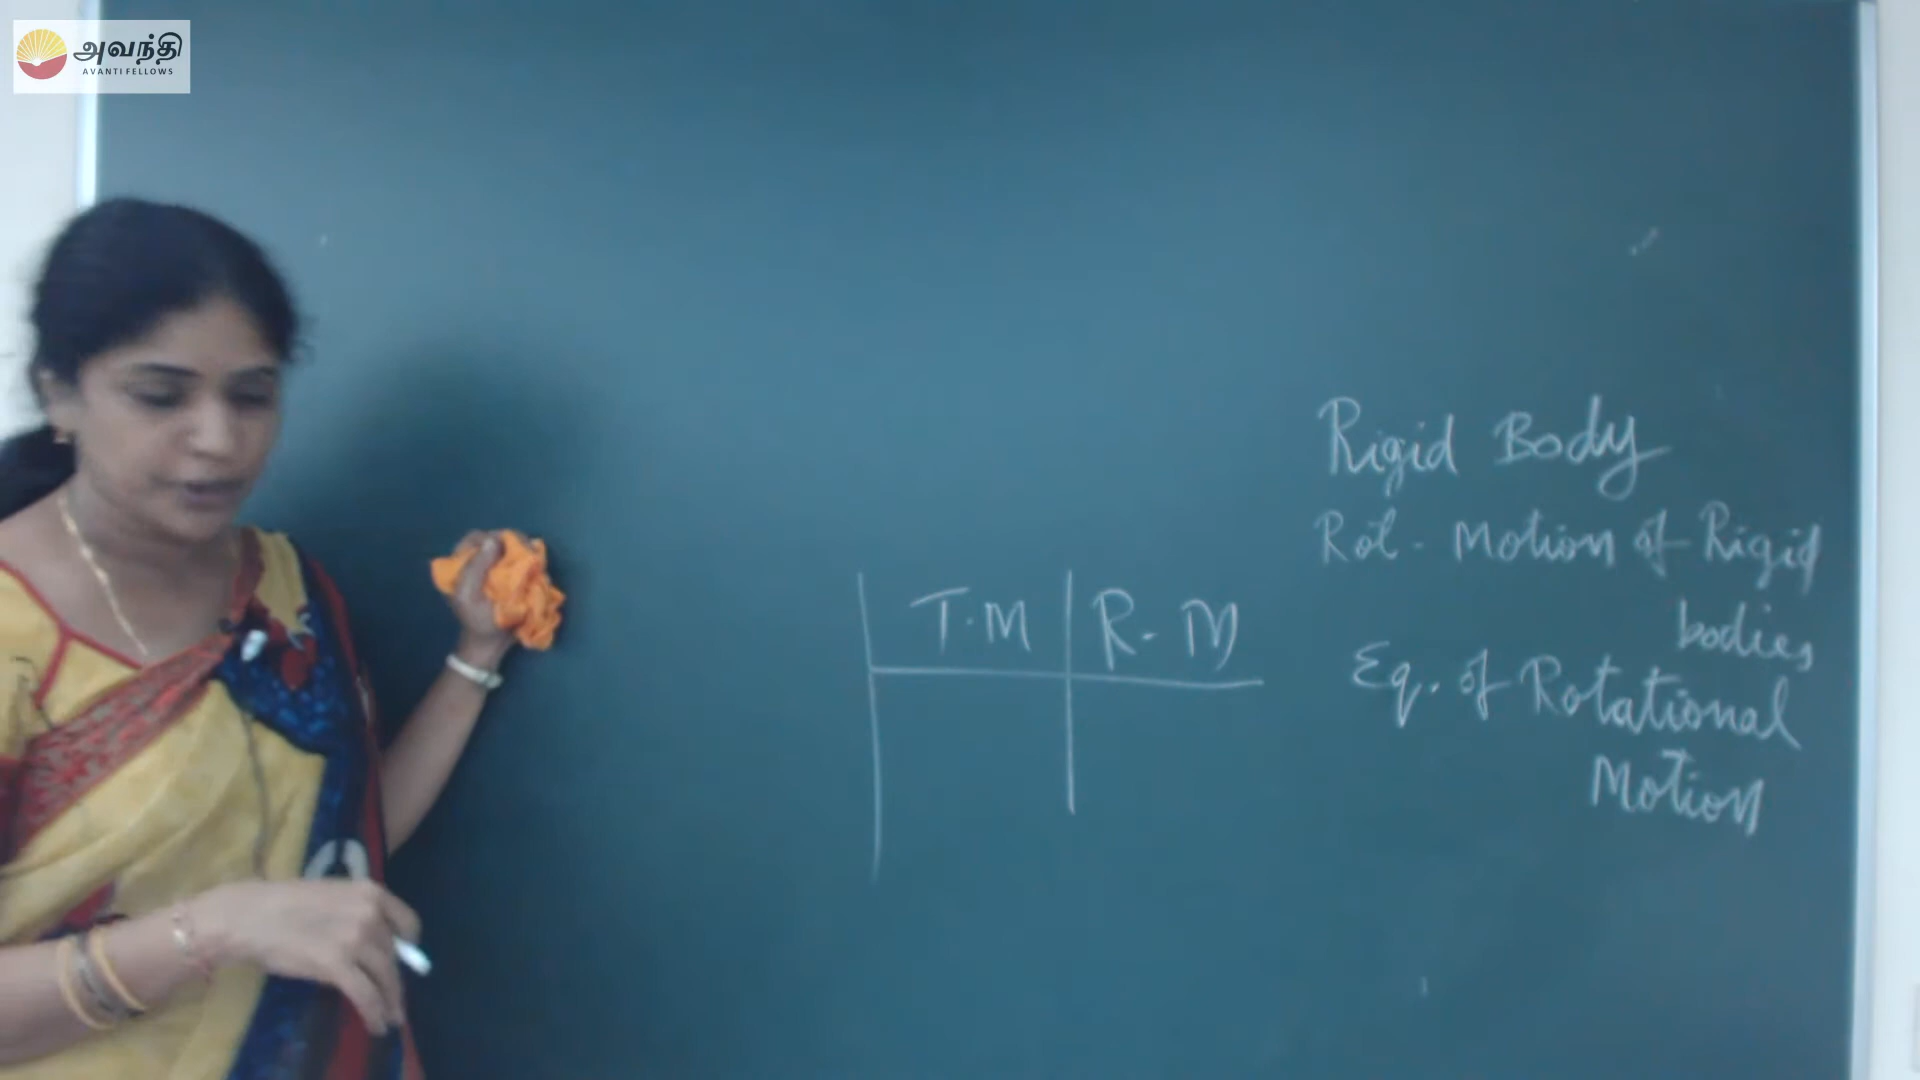 அவந்தி
AVANTI FELLOWS
Rigid Body
Rot. Motion of Rigid
bodies
T.M R.M
Eq. of Rotational
Motion